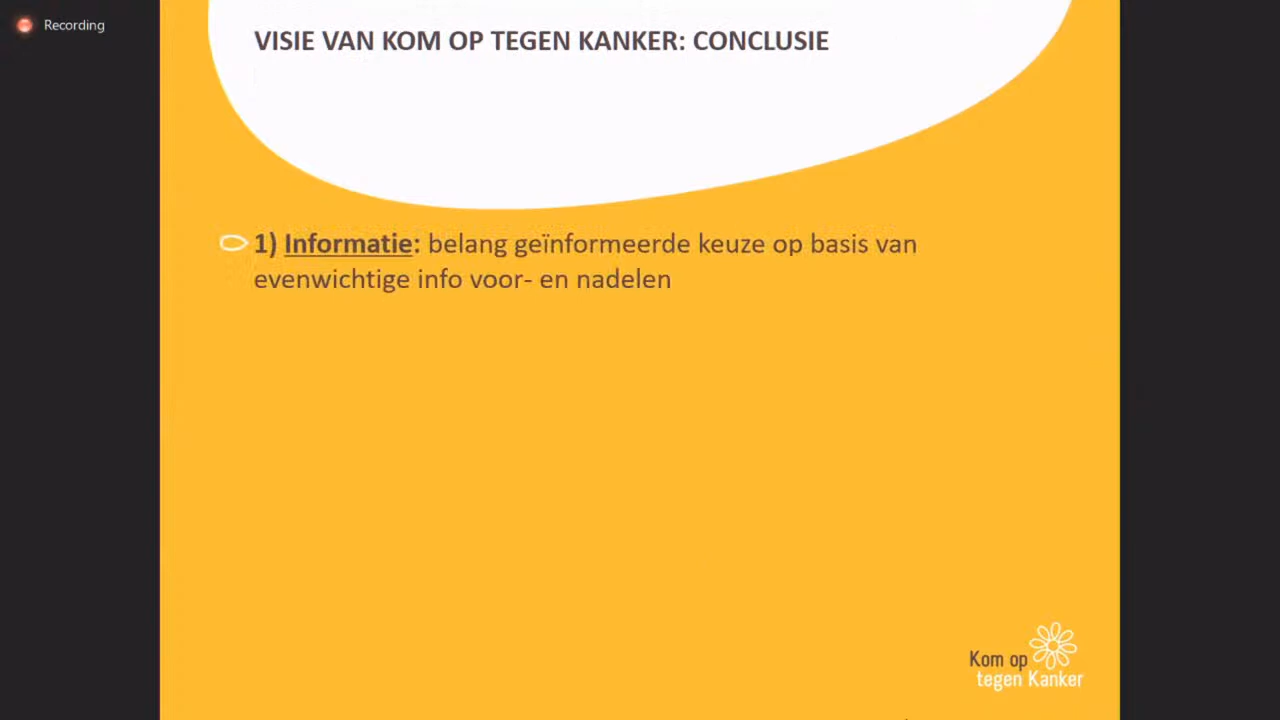 Recording
VISIE VAN KOM OP TEGEN KANKER: CONCLUSIE
1) Informatie: belang geïnformeerde keuze op basis van
evenwichtige info voor- en nadelen
Kom op
tegen Kanker